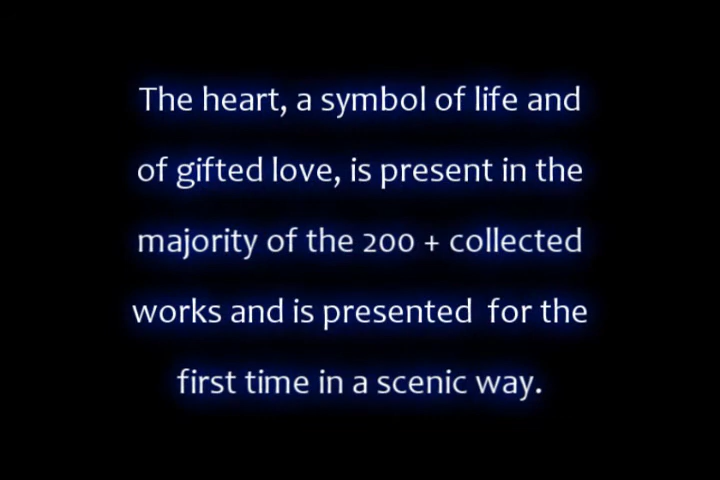 The heart, a symbol of life and
of gifted love, is present in the
majority of the 200 + collected
works and is presented  for the
first time in a scenic way.